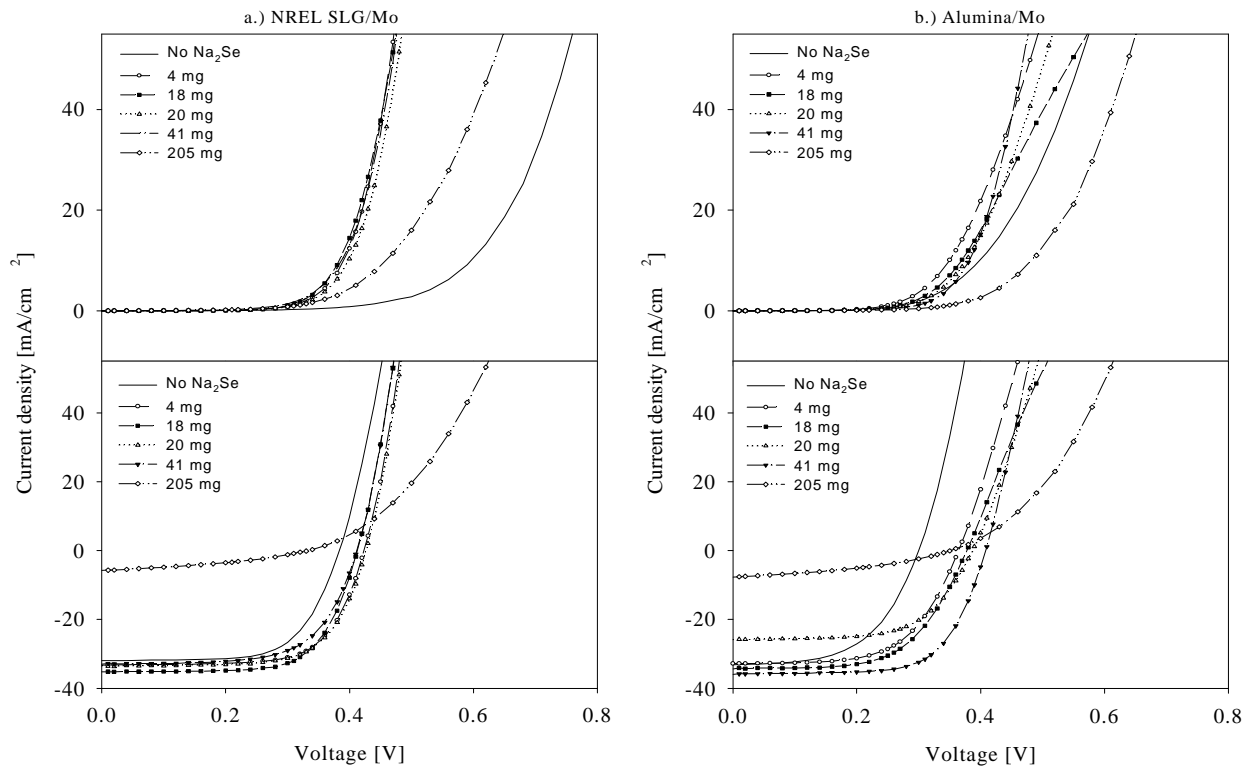 a.) NREL SLG/Mo
b.) Alumina/Mo
No Na₂Se
4 mg
18 mg
20 mg
41 mg
205 mg
40
20
0
No Na₂Se
4 mg
18 mg
20 mg
41 mg
205 mg
40
20
0
No Na₂Se
4 mg
18 mg
20 mg
41 mg
205 mg
40
20
0
-20
-40
No Na₂Se
4 mg
18 mg
20 mg
41 mg
205 mg
40
20
0
-20
-40
Current density [mA/cm ²]
Current density [mA/cm ²]
0.0 0.2 0.4 0.6 0.8
0.0 0.2 0.4 0.6 0.8
Voltage [V]
Voltage [V]